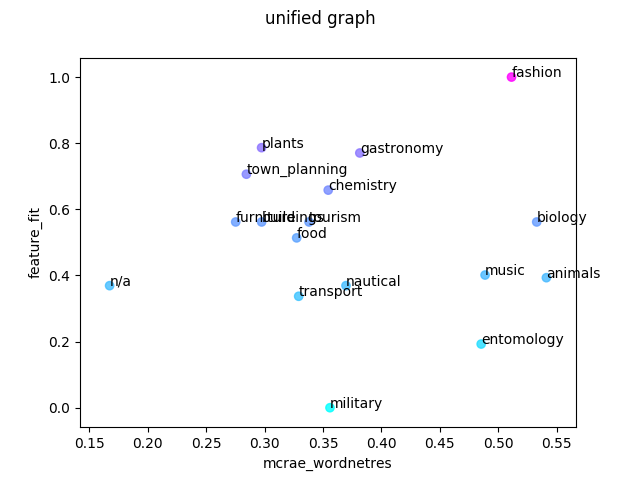 unified graph
fashion
plants
gastronomy
town_planning
chemistry
furniture
buildings
tourism
biology
food
n/a
nautical
music
animals
transport
entomology
military
1.0
0.8
0.6
0.4
0.2
0.0
feature_fit
0.15 0.20 0.25 0.30 0.35 0.40 0.45 0.50 0.55
mcrae_wordnetres